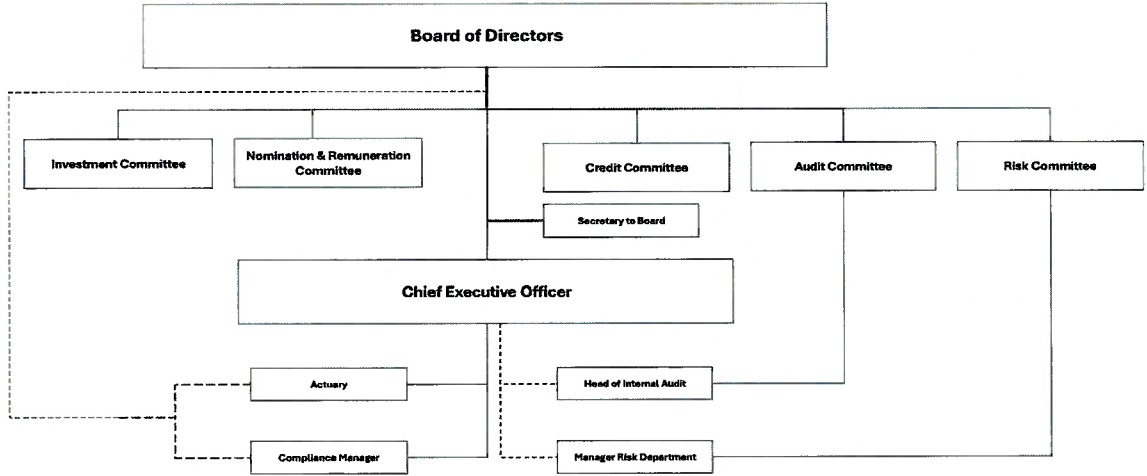 Board of Directors
Investment Committee
Nomination & Remuneration
Committee
Credit Committee
Audit Committee
Risk Committee
Secretary to Board
Chief Executive Officer
Actuary
Head of Internal Audit
Compliance Manager
Manager Risk Department